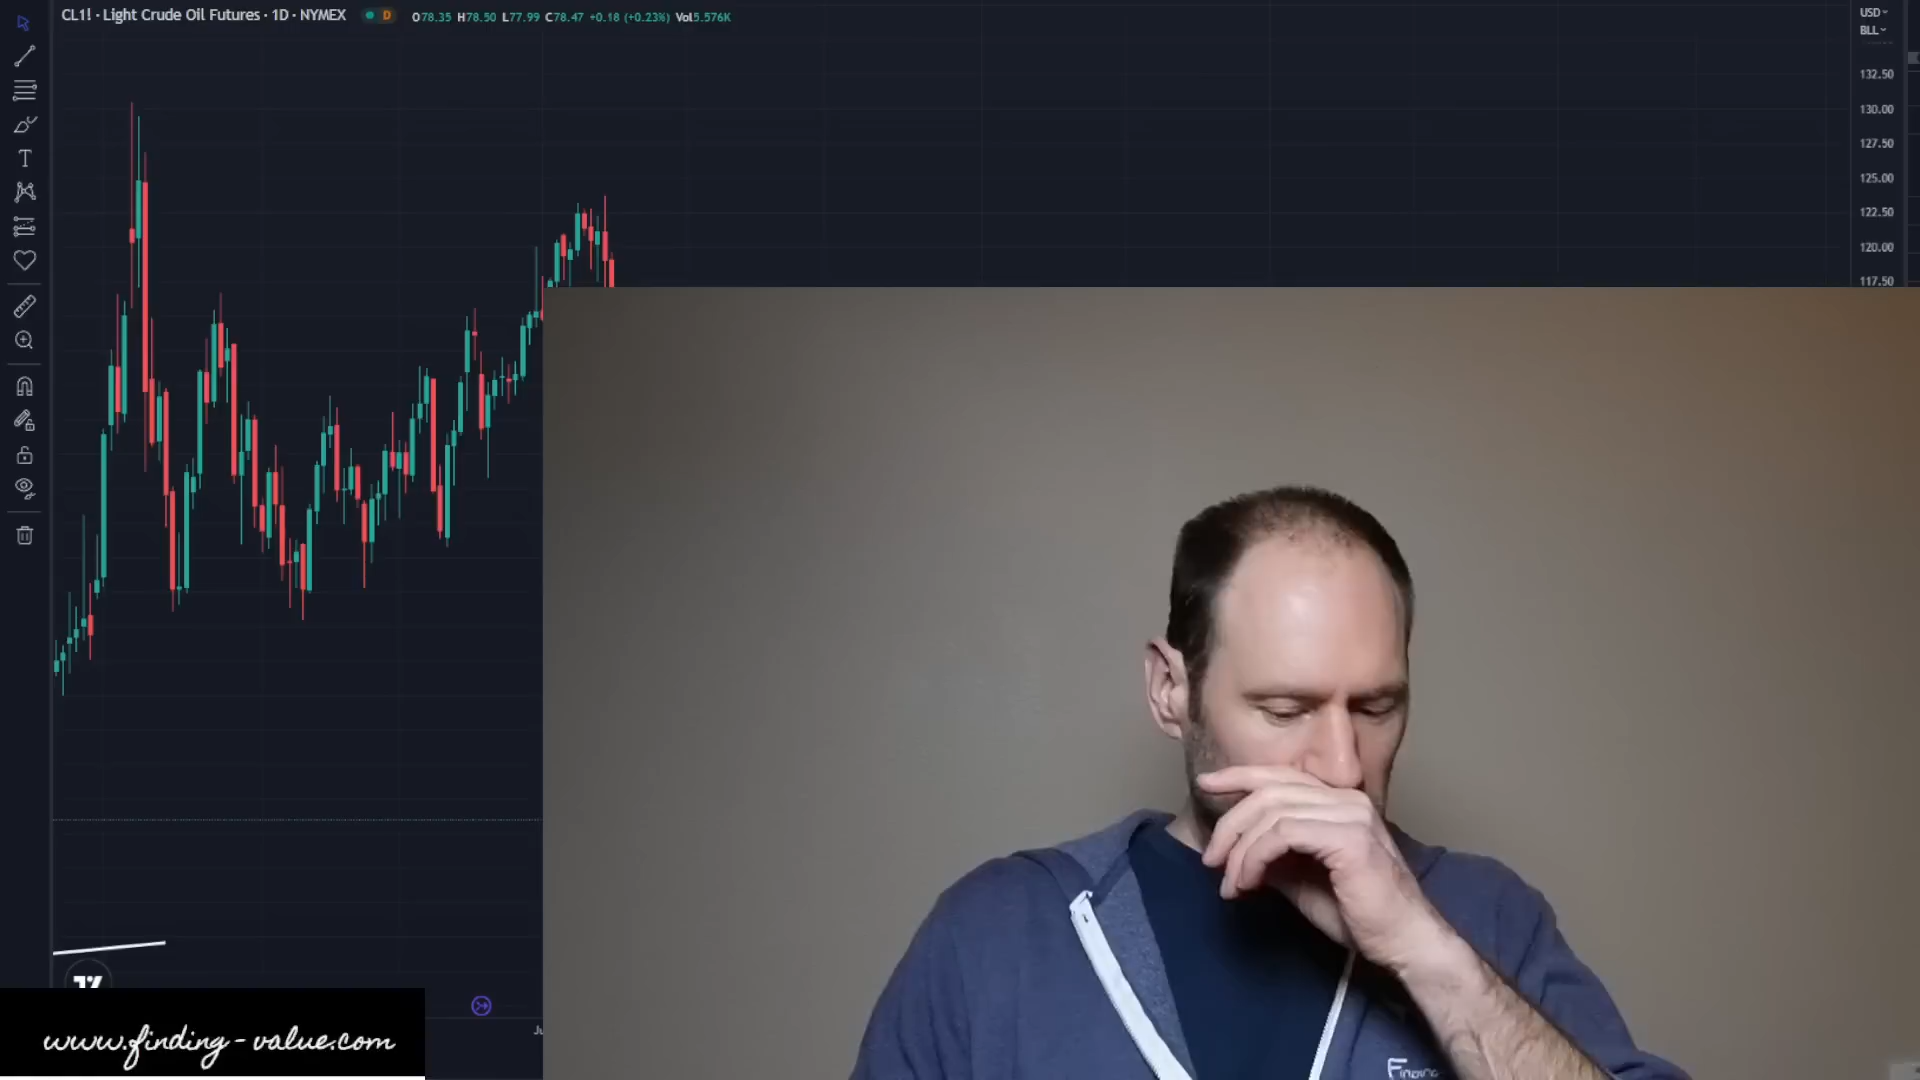 CL1! · Light Crude Oil Futures · 1D · NYMEX D O78.35 H78.50 L77.99 C78.47 +0.18 (+0.23%) Vol5.576K
USD
BLL
132.50
130.00
127.50
125.00
122.50
120.00
117.50
T
www.finding-value.com